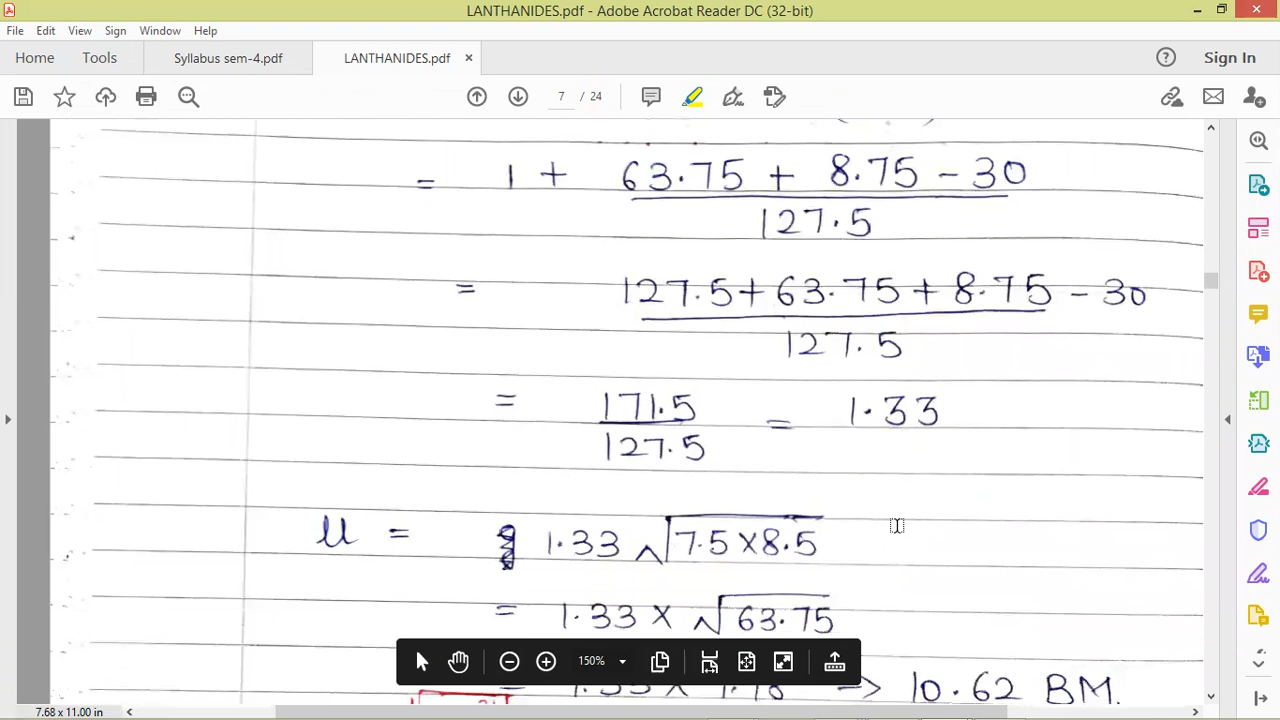 LANTHANIDES.pdf - Adobe Acrobat Reader DC (32-bit)
File Edit View Sign Window Help
Home Tools Syllabus sem-4.pdf LANTHANIDES.pdf × Sign In
7 / 24
= 1 + 63.75 + 8.75 - 30
127.5
= 127.5 + 63.75 + 8.75 - 30
127.5
= 171.5 = 1.33
127.5
μ = 1.33 √7.5 × 8.5
= 1.33 × √63.75
150%
10.62 BM.
7.68 x 11.00 in